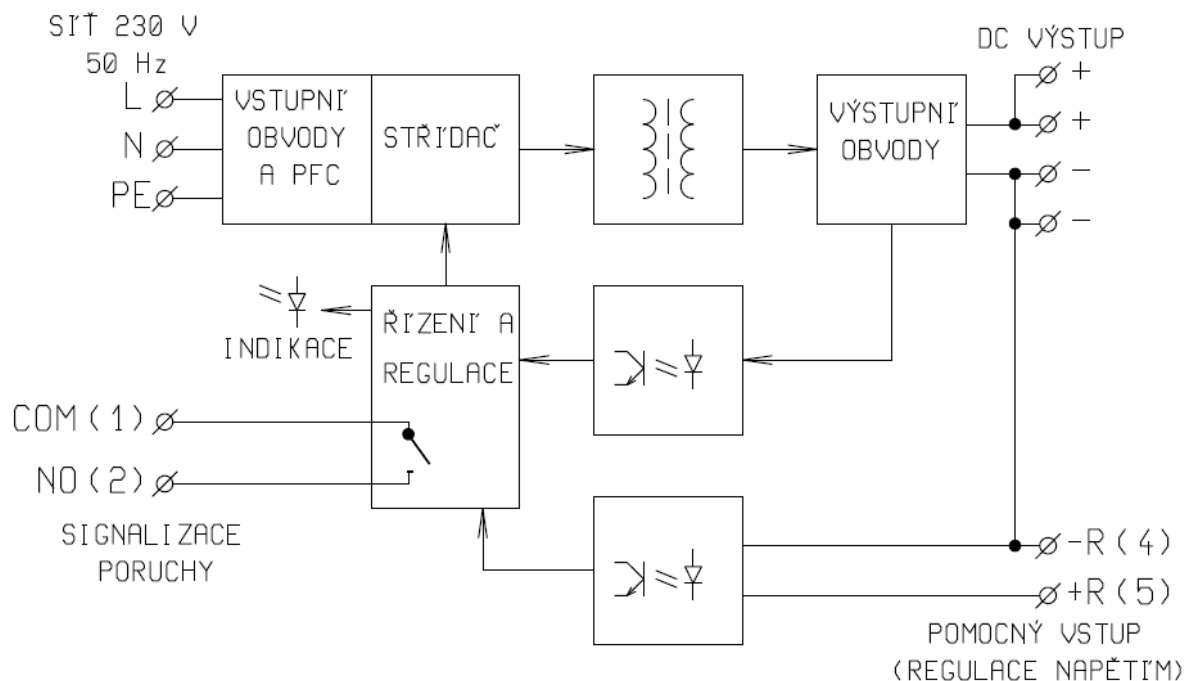 SÍŤ 230 V
50 Hz
L
N
PE
VSTUPNÍ
OBVODY
A PFC
STŘÍDAČ
VÝSTUPNÍ
OBVODY
DC VÝSTUP
+
+
-
-
INDIKACE
ŘÍZENÍ A
REGULACE
COM(1)
NO(2)
SIGNALIZACE
PORUCHY
-R(4)
+R(5)
POMOCNÝ VSTUP
(REGULACE NAPĚTÍM)